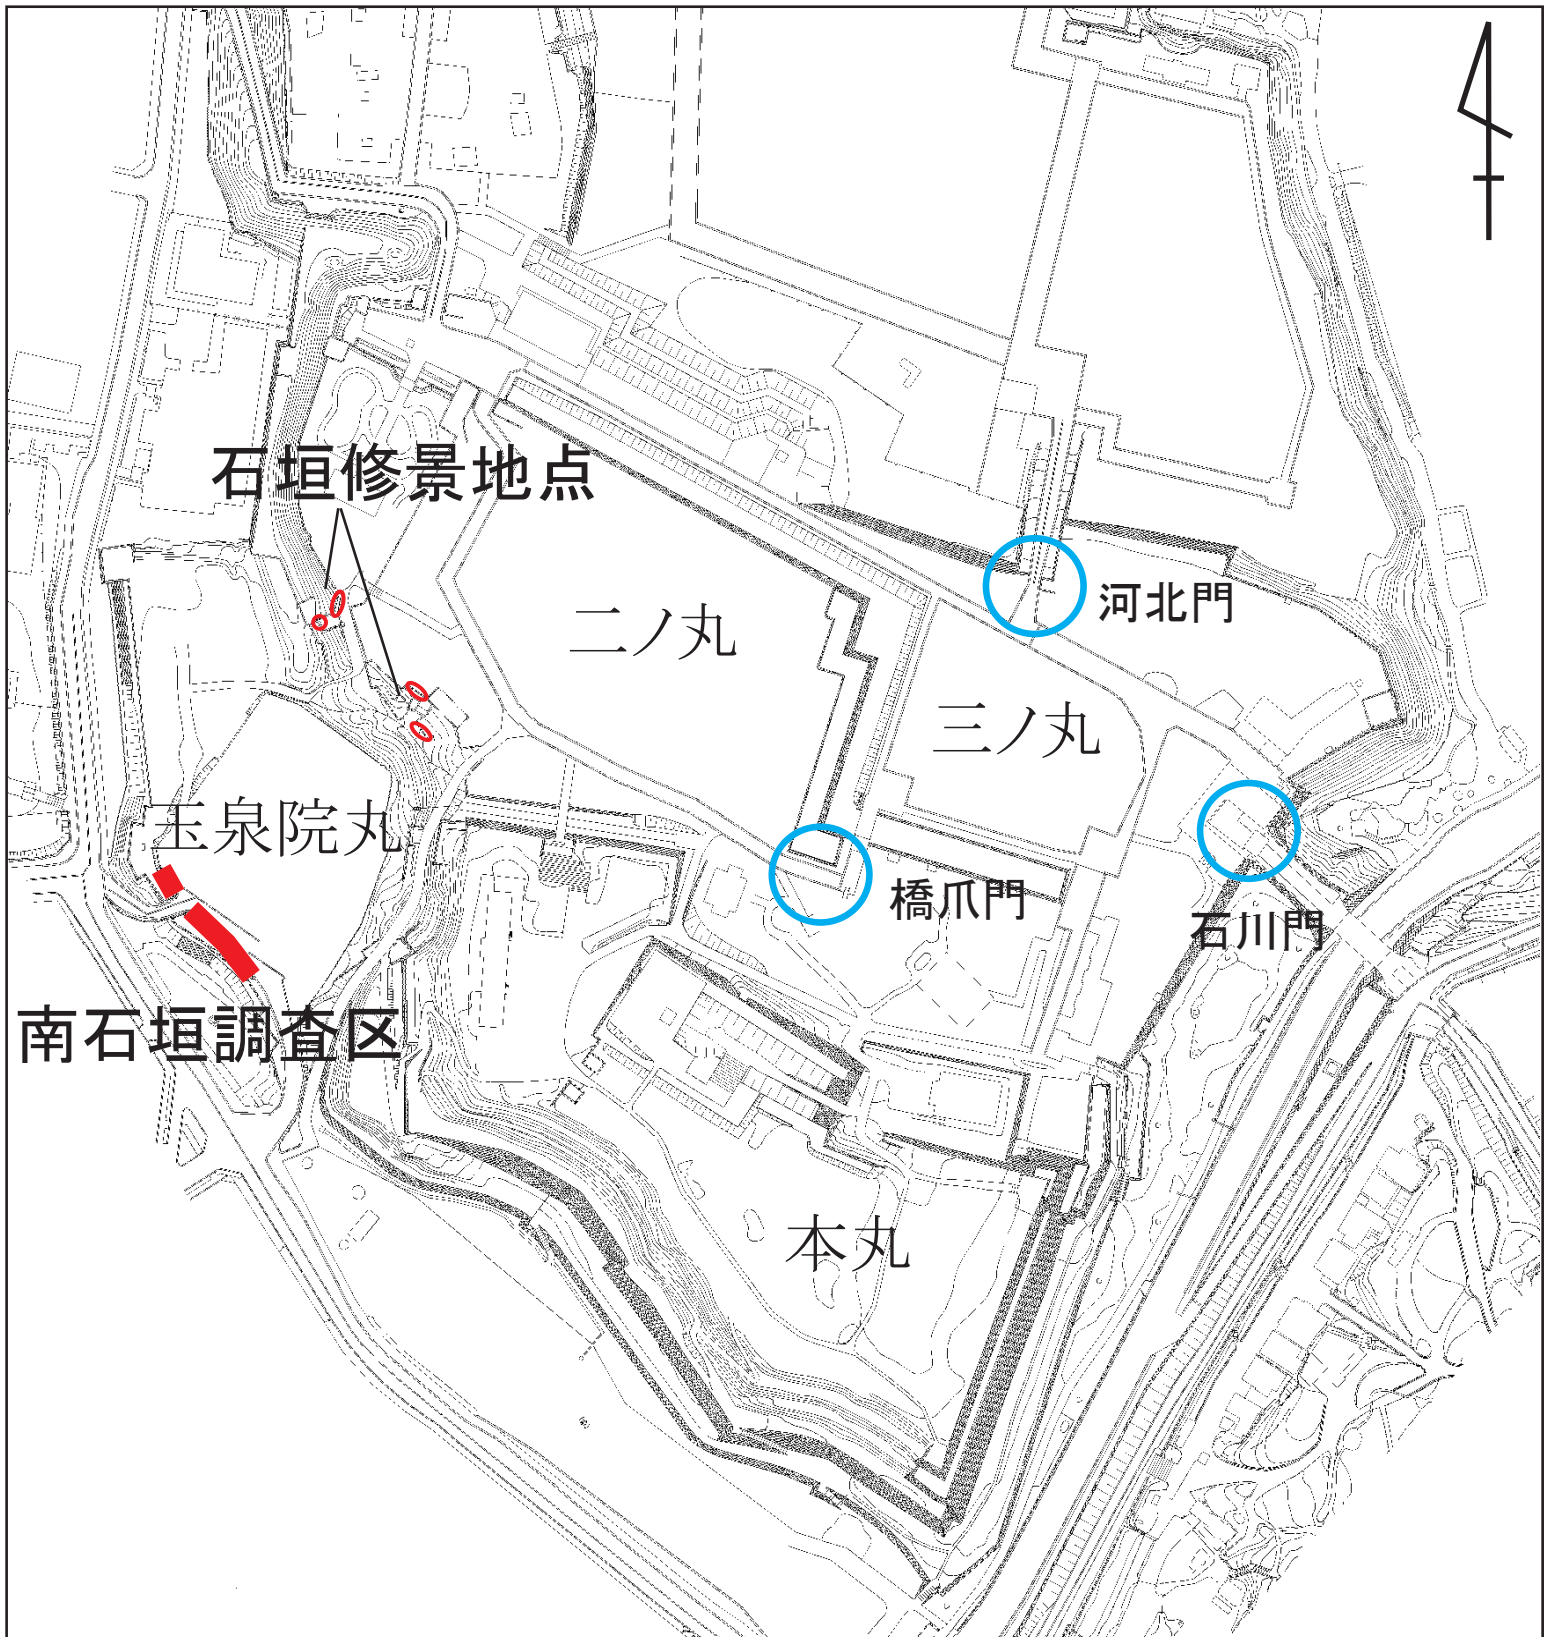 石垣修景地点
河北門
二ノ丸
三ノ丸
玉泉院丸
橋爪門
石川門
南石垣調査区
本丸